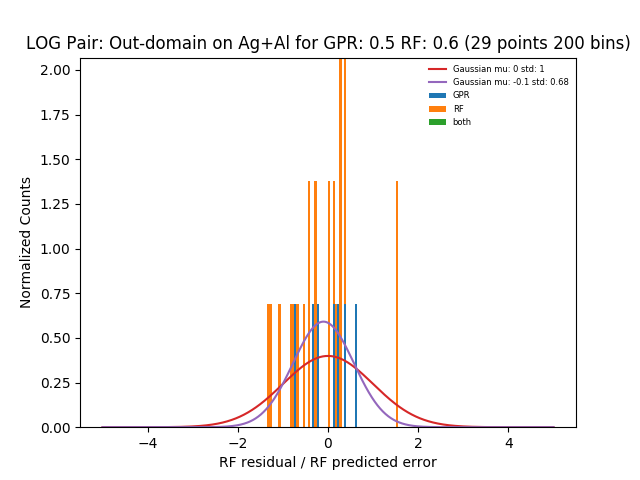 LOG Pair: Out-domain on Ag+Al for GPR: 0.5 RF: 0.6 (29 points 200 bins)
2.00
1.75
1.50
1.25
1.00
0.75
0.50
0.25
0.00
Normalized Counts
Gaussian mu: 0 std: 1
Gaussian mu: -0.1 std: 0.68
GPR
RF
both
−4
−2
0
2
4
RF residual / RF predicted error